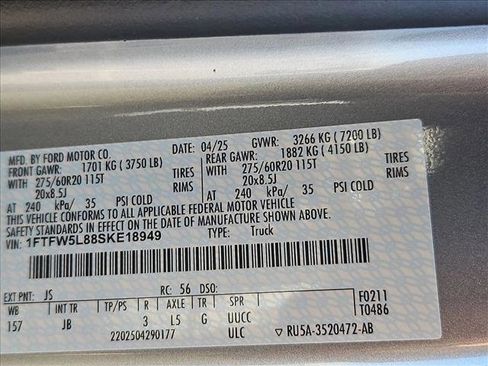 MFD. BY FORD MOTOR CO. 04/25 GVWR: 3266 KG ( 7200 LB)
FRONT GAWR: 1701 KG ( 3750 LB) REAR GAWR: 1882 KG ( 4150 LB)
WITH 275/60R20 115T TIRES WITH 275/60R20 115T TIRES
20x8.5J RIMS 20x8.5J RIMS
AT 240 kPa/ 35 PSI COLD AT 240 kPa/ 35 PSI COLD
THIS VEHICLE CONFORMS TO ALL APPLICABLE FEDERAL MOTOR VEHICLE
SAFETY STANDARDS IN EFFECT ON THE DATE OF MANUFACTURE SHOWN ABOVE.
VIN: 1FTFW5L88SKE18949 TYPE: Truck
EXT PNT: JS RC: 56 DSO: F0211
WB INT TR TP/PS R AXLE TR SPR T0486
157 JB 3 L5 G UUCC
2202504290177 ULC RU5A-3520472-AB